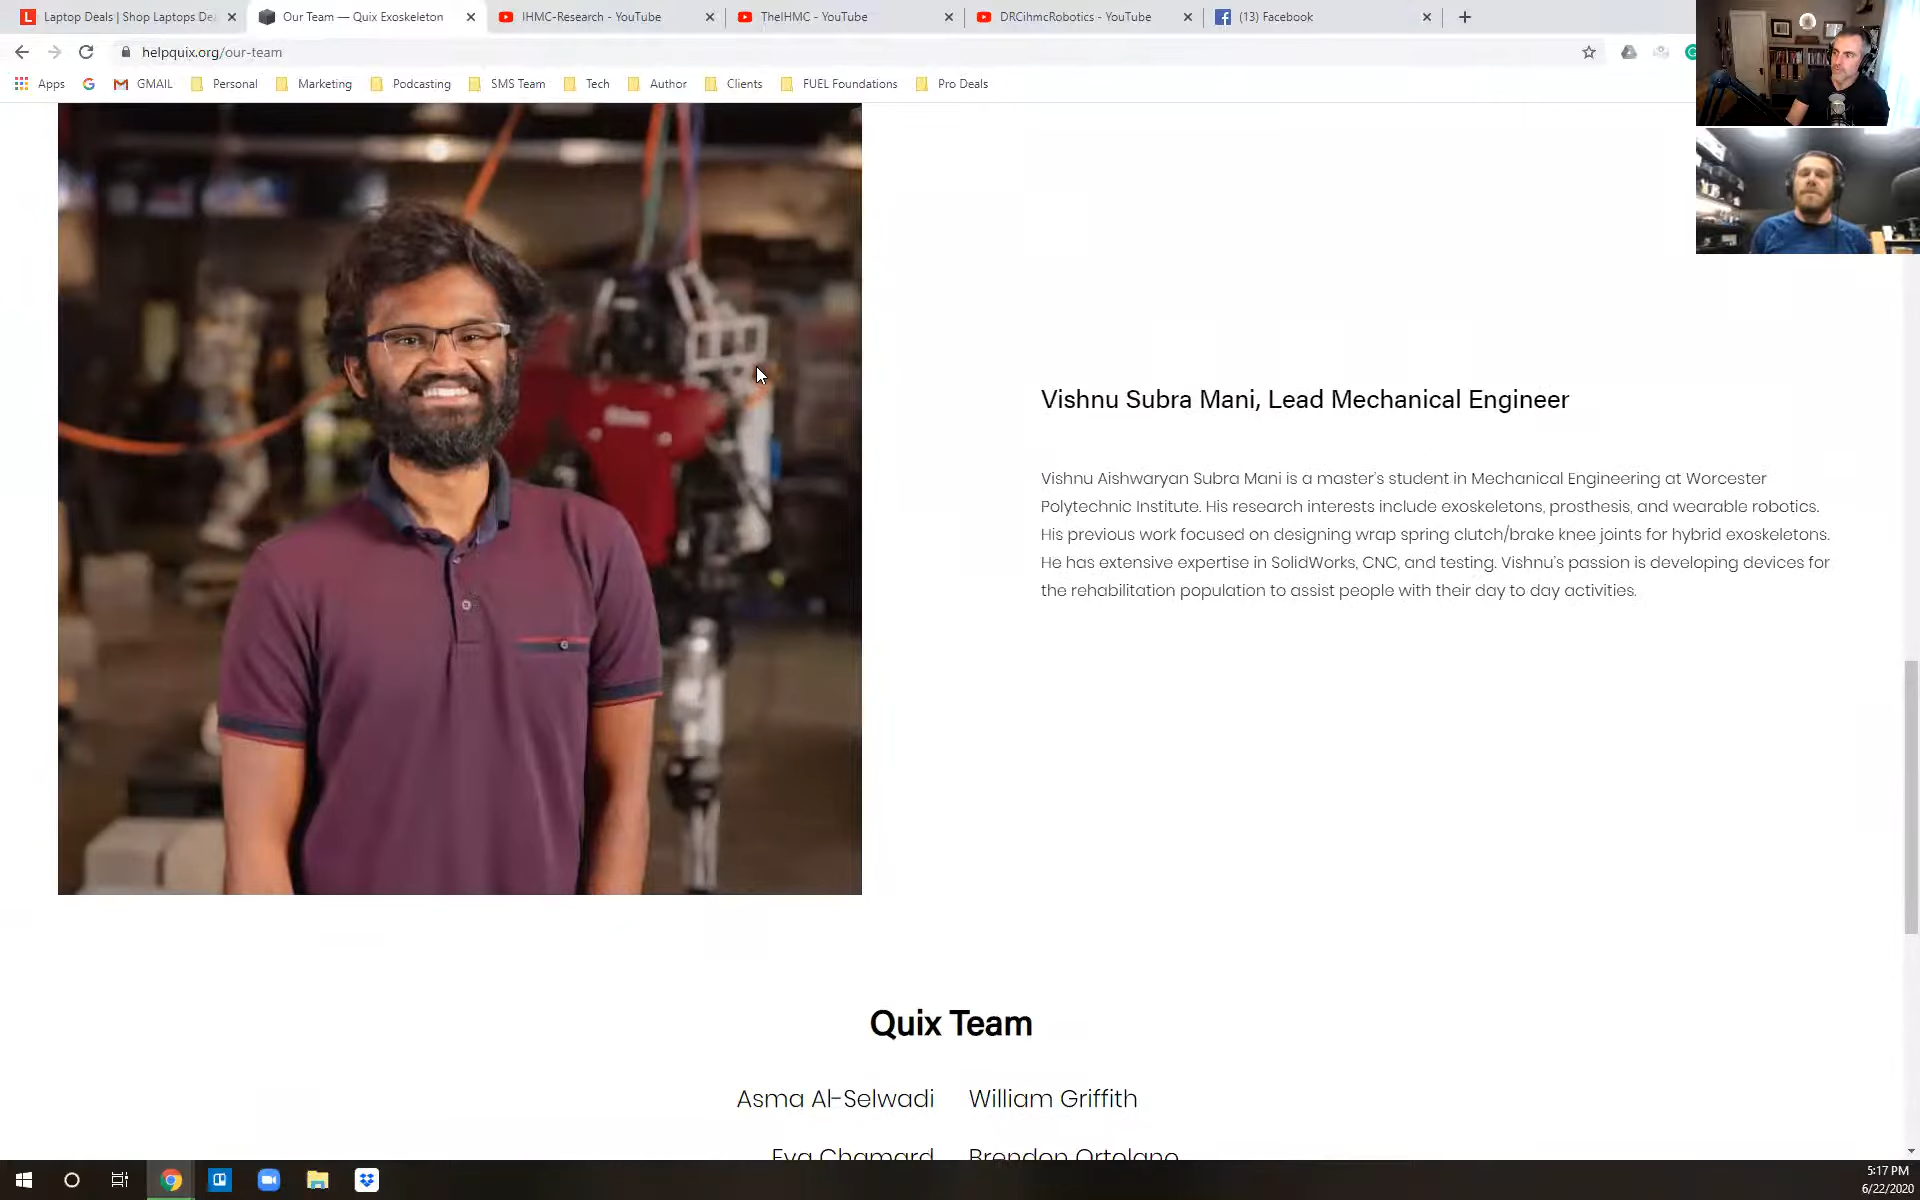 Laptop Deals | Shop Laptops De
Our Team — Quix Exoskeleton
IHMC-Research - YouTube
TheIHMC - YouTube
DRCihmcRobotics - YouTube
(13) Facebook
helpquix.org/our-team
Apps
GMAIL
Personal
Marketing
Podcasting
SMS Team
Tech
Author
Clients
FUEL Foundations
Pro Deals
Vishnu Subra Mani, Lead Mechanical Engineer
Vishnu Aishwaryan Subra Mani is a master's student in Mechanical Engineering at Worcester
Polytechnic Institute. His research interests include exoskeletons, prosthesis, and wearable robotics.
His previous work focused on designing wrap spring clutch/brake knee joints for hybrid exoskeletons.
He has extensive expertise in SolidWorks, CNC, and testing. Vishnu's passion is developing devices for
the rehabilitation population to assist people with their day to day activities.
Quix Team
Asma Al-Selwadi William Griffith
Eva Chamard Brendon Ortolano
5:17 PM
6/22/2020